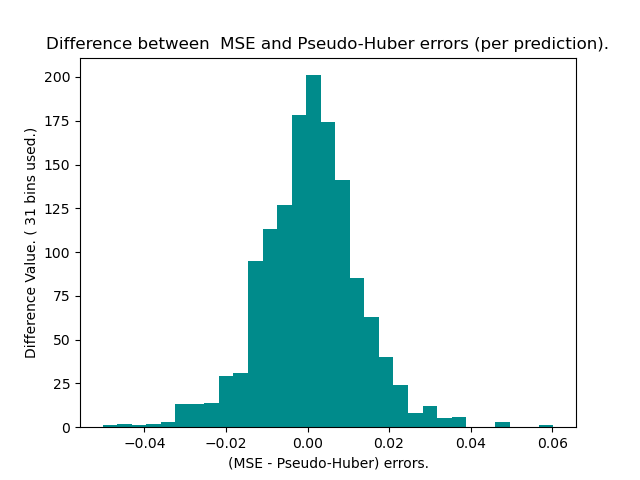 Difference between  MSE and Pseudo-Huber errors (per prediction).
200
175
150
125
100
75
50
25
0
Difference Value. ( 31 bins used.)
−0.04 −0.02 0.00 0.02 0.04 0.06
(MSE - Pseudo-Huber) errors.